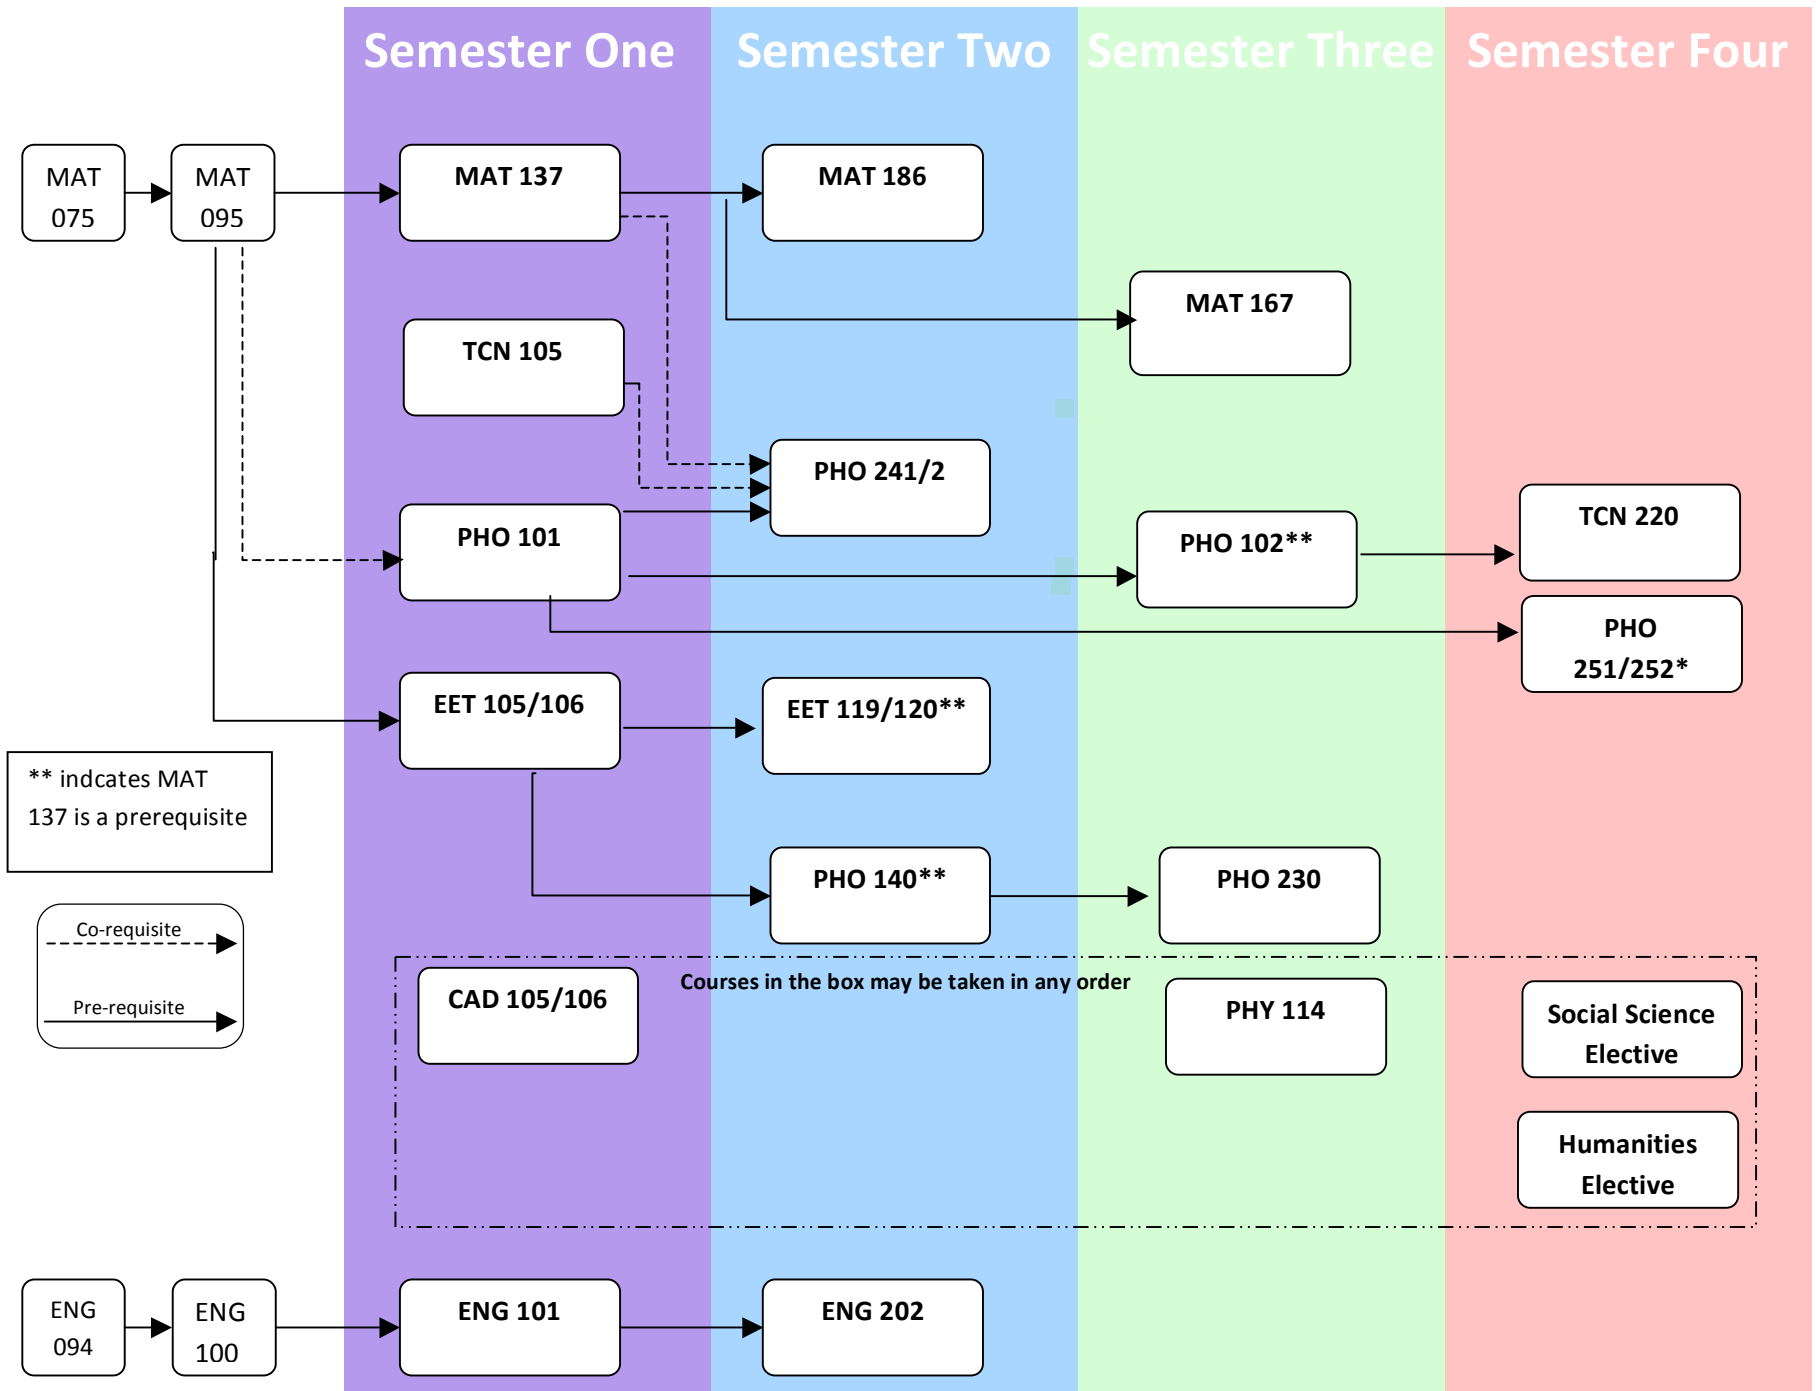 Semester One
Semester Two
Semester Three
Semester Four
MAT
075
MAT
095
MAT 137
MAT 186
MAT 167
TCN 105
PHO 241/2
PHO 101
PHO 102**
TCN 220
PHO
251/252*
EET 105/106
EET 119/120**
** indcates MAT
137 is a prerequisite
PHO 140**
PHO 230
Co-requisite
Pre-requisite
Courses in the box may be taken in any order
CAD 105/106
PHY 114
Social Science
Elective
Humanities
Elective
ENG
094
ENG
100
ENG 101
ENG 202